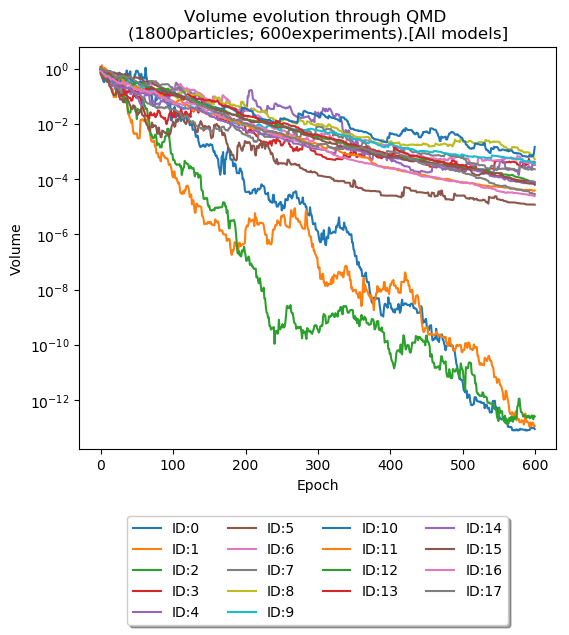 Volume evolution through QMD
(1800particles; 600experiments).[All models]
Volume
10^0
10^-2
10^-4
10^-6
10^-8
10^-10
10^-12
0 100 200 300 400 500 600
Epoch
ID:0 ID:5 ID:10 ID:14
ID:1 ID:6 ID:11 ID:15
ID:2 ID:7 ID:12 ID:16
ID:3 ID:8 ID:13 ID:17
ID:4 ID:9